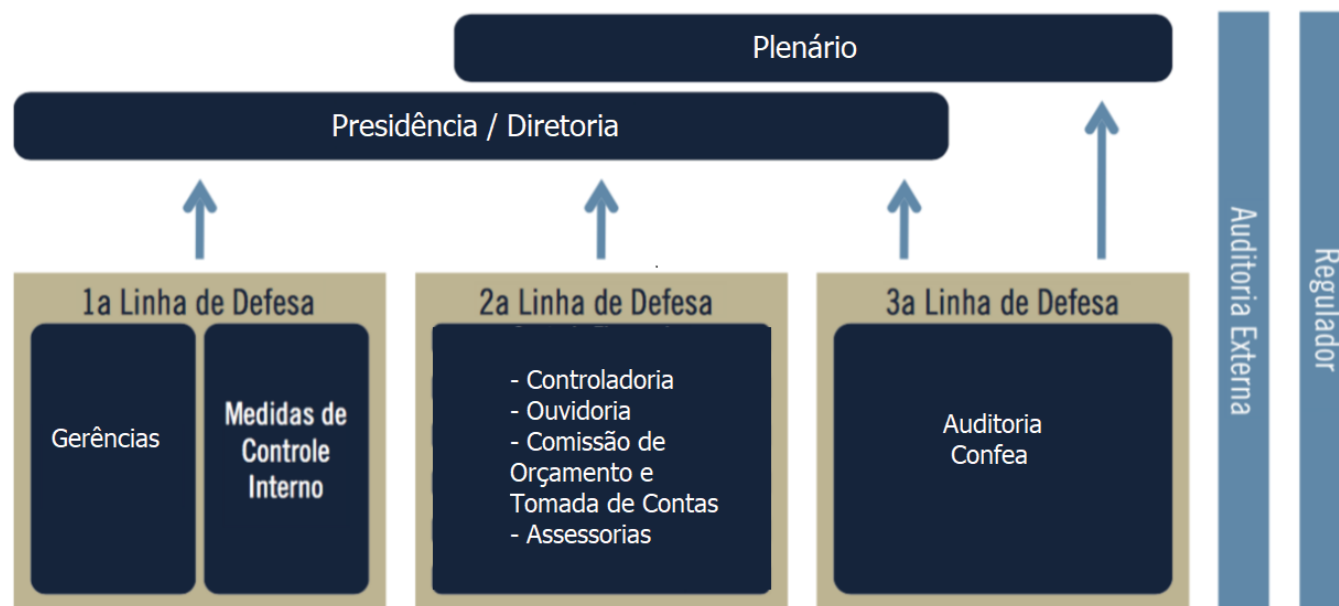 Plenário
Presidência / Diretoria
1a Linha de Defesa
Gerências
Medidas de
Controle
Interno
2a Linha de Defesa
- Controladoria
- Ouvidoria
- Comissão de
Orçamento e
Tomada de Contas
- Assessorias
3a Linha de Defesa
Auditoria
Confea
Auditoria Externa
Regulador